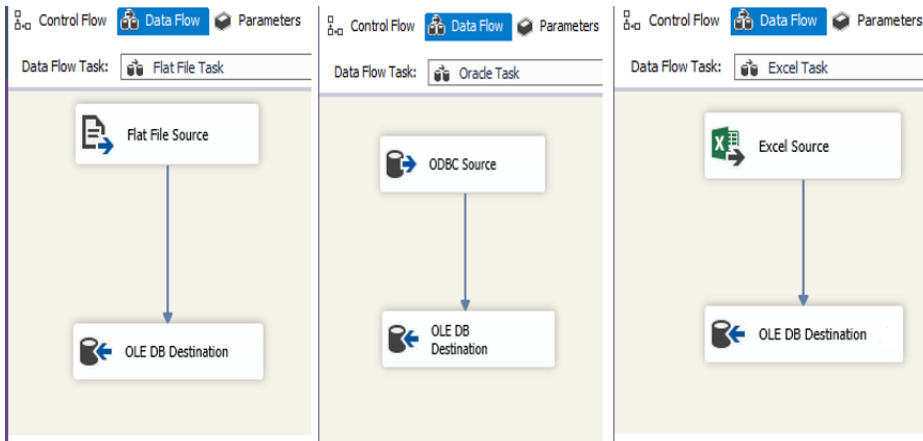 Control Flow Data Flow Parameters
Data Flow Task: Flat File Task
Flat File Source
OLE DB Destination
Control Flow Data Flow Parameters
Data Flow Task: Oracle Task
ODBC Source
OLE DB
Destination
Control Flow Data Flow Parameters
Data Flow Task: Excel Task
Excel Source
OLE DB Destination